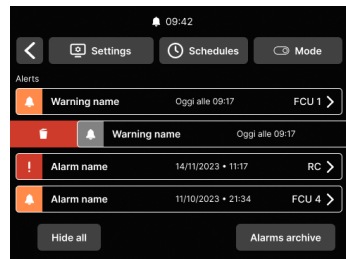 09:42
Settings Schedules Mode
Alerts
Warning name Oggi alle 09:17 FCU 1
Warning name Oggi alle 09:17
! Alarm name 14/11/2023 • 11:17 RC
Alarm name 11/10/2023 • 21:34 FCU 4
Hide all Alarms archive